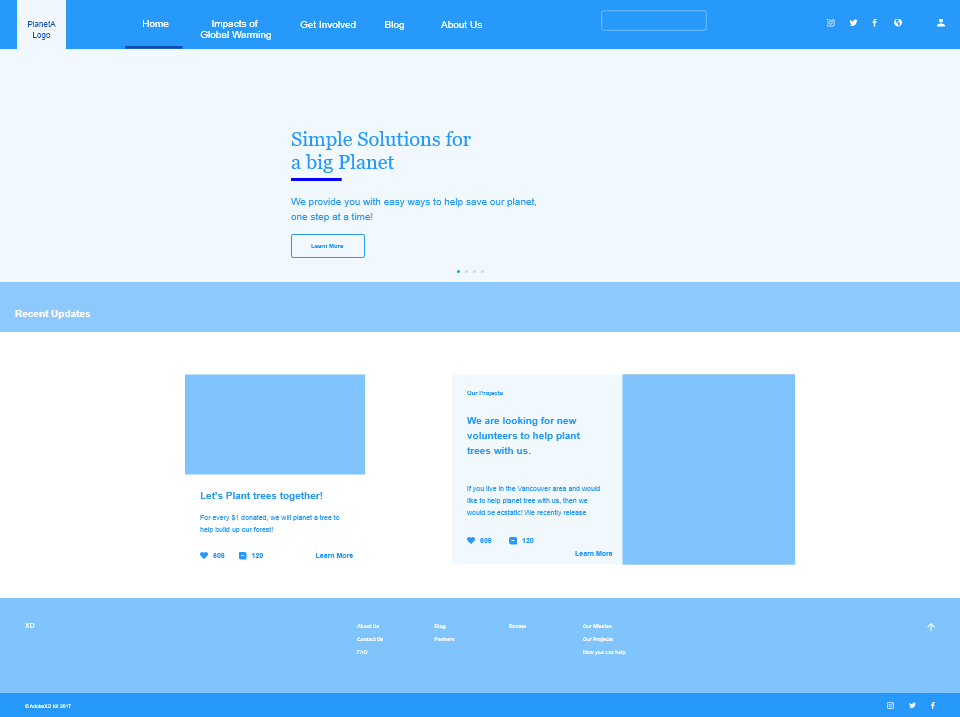 PlanetA
Logo
Home
Impacts of
Global Warming
Get Involved
Blog
About Us
Simple Solutions for
a big Planet
We provide you with easy ways to help save our planet,
one step at a time!
Learn More
Recent Updates
Let's Plant trees together!
For every $1 donated, we will planet a tree to
help build up our forest!
609
120
Learn More
Our Projects
We are looking for new
volunteers to help plant
trees with us.
If you live in the Vancouver area and would
like to help planet tree with us, then we
would be ecstatic! We recently release
609
120
Learn More
XD
About Us
Contact Us
FAQ
Blog
Partners
Donate
Our Mission
Our Projects
How you can help
© AdobeXD Kit 2017